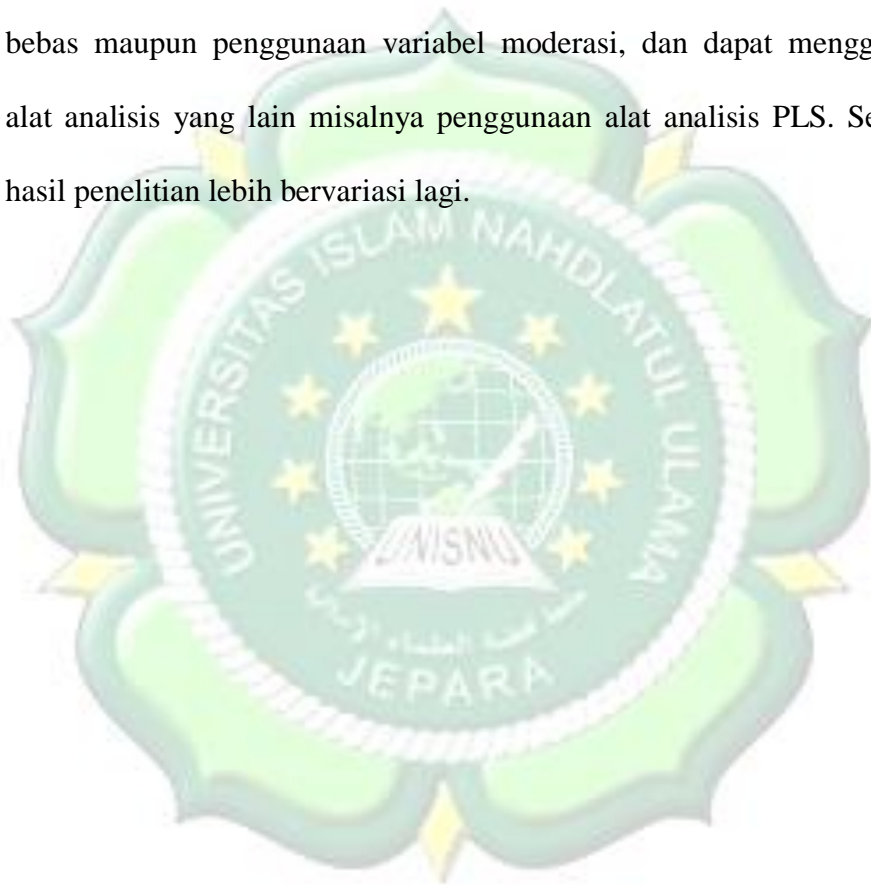 bebas maupun penggunaan variabel moderasi, dan dapat mengg
alat analisis yang lain misalnya penggunaan alat analisis PLS. Se
hasil penelitian lebih bervariasi lagi.
UNIVERSITAS ISLAM NAHDLATUL ULAMA
UNISNU
JEPARA